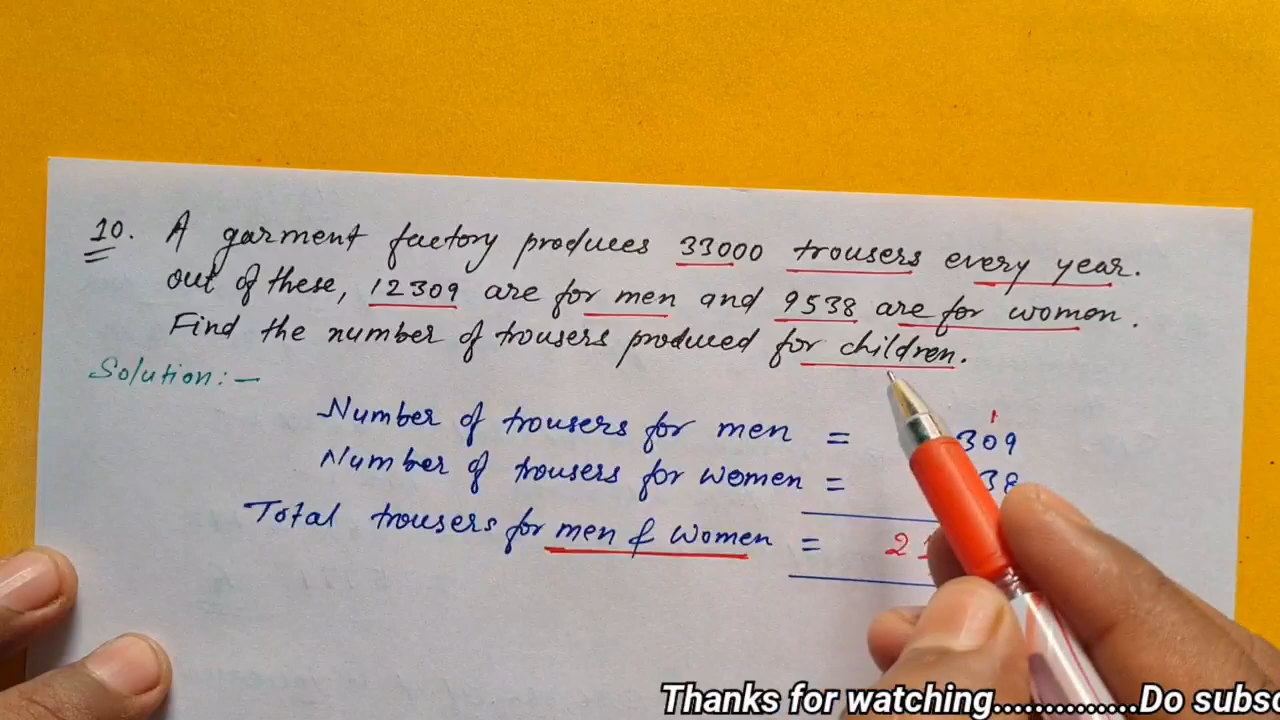 10. A garment factory produces 33000 trousers every year.
out of these, 12309 are for men and 9538 are for women.
Find the number of trousers produced for children.
Solution:-
1
Number of trousers for men = 309
Number of trousers for women = 38
Total trousers for men & women = 21
Thanks for watching..............Do subsc